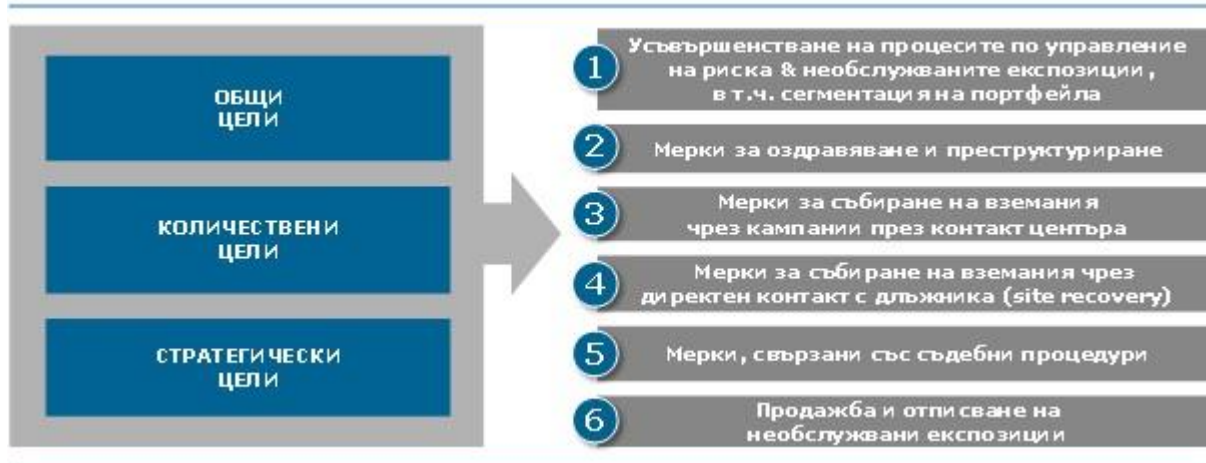 ОБЩИ
ЦЕЛИ
КОЛИЧЕСТВЕНИ
ЦЕЛИ
СТРАТЕГИЧЕСКИ
ЦЕЛИ
1
Усъвършенстване на процесите по управление
на риска & необслужваните експозиции,
в т.ч. сегментация на портфейла
2
Мерки за оздравяване и преструктуриране
3
Мерки за събиране на вземания
чрез кампании през контакт центъра
4
Мерки за събиране на вземания чрез
директен контакт с длъжника (site recovery)
5
Мерки, свързани със съдебни процедури
6
Продажба и отписване на
необслужвани експозиции